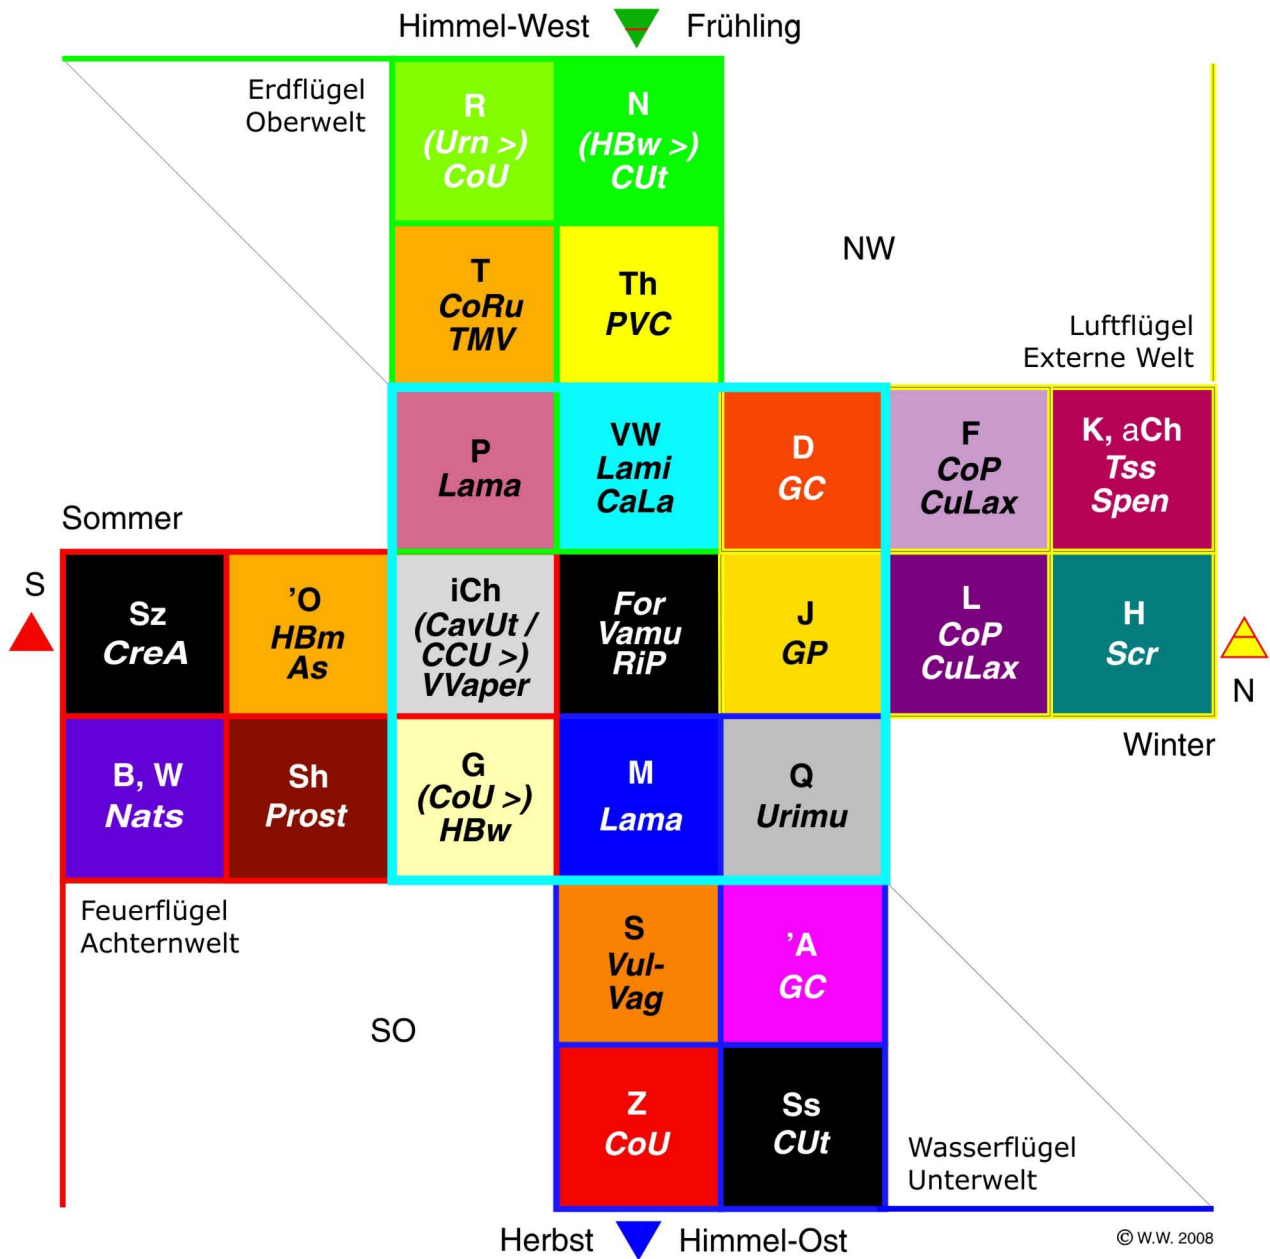 Himmel-West Frühling
Erdflügel
Oberwelt
R
(Urn >)
CoU
N
(HBw >)
CUt
T
CoRu
TMV
Th
PVC
NW
Luftflügel
Externe Welt
P
Lama
VW
Lami
CaLa
D
GC
F
CoP
CuLax
K, aCh
Tss
Spen
Sommer
S
Sz
CreA
’O
HBm
As
iCh
(CavUt /
CCU >)
VVaper
For
Vamu
RiP
J
GP
L
CoP
CuLax
H
Scr
N
Winter
B, W
Nats
Sh
Prost
G
(CoU >)
HBw
M
Lama
Q
Urimu
Feuerflügel
Achternwelt
SO
S
Vul-
Vag
’A
GC
Z
CoU
Ss
CUt
Wasserflügel
Unterwelt
Herbst Himmel-Ost
© W.W. 2008